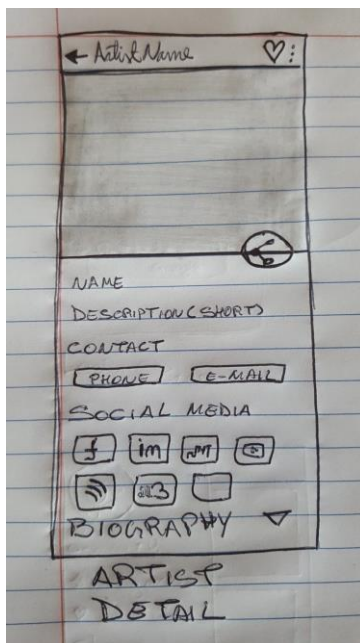 ← Artist Name
NAME
DESCRIPTION (SHORT)
CONTACT
PHONE E-MAIL
SOCIAL MEDIA
f im
BIOGRAPHY
ARTIST
DETAIL